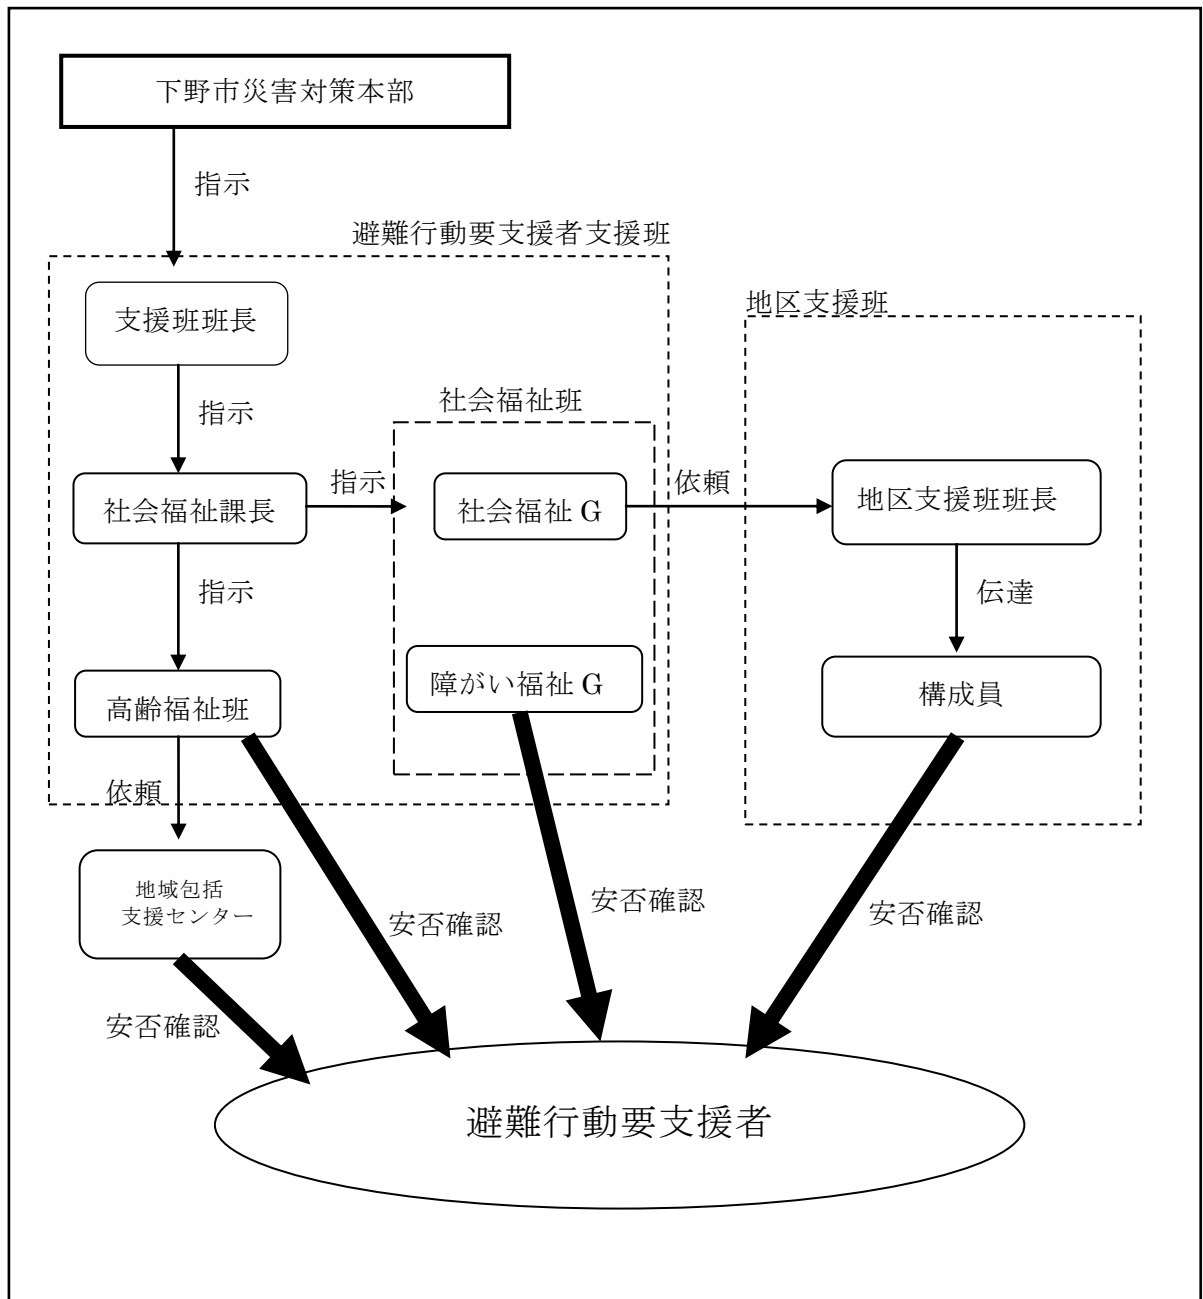 下野市災害対策本部
指示
避難行動要支援者支援班
支援班班長
地区支援班
指示
社会福祉班
社会福祉課長
指示
社会福祉 G
依頼
地区支援班班長
指示
伝達
高齢福祉班
障がい福祉 G
構成員
依頼
地域包括
支援センター
安否確認
安否確認
安否確認
安否確認
避難行動要支援者